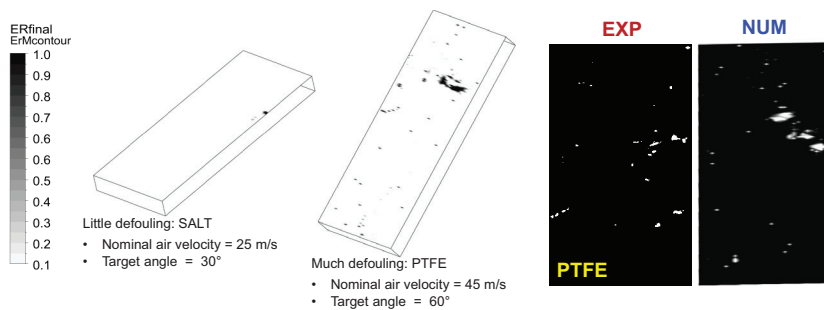 ERfinal
ErMcontour
1.0
0.9
0.8
0.7
0.6
0.5
0.4
0.3
0.2
0.1
Little defouling: SALT
• Nominal air velocity = 25 m/s
• Target angle = 30°
Much defouling: PTFE
• Nominal air velocity = 45 m/s
• Target angle = 60°
EXP
NUM
PTFE